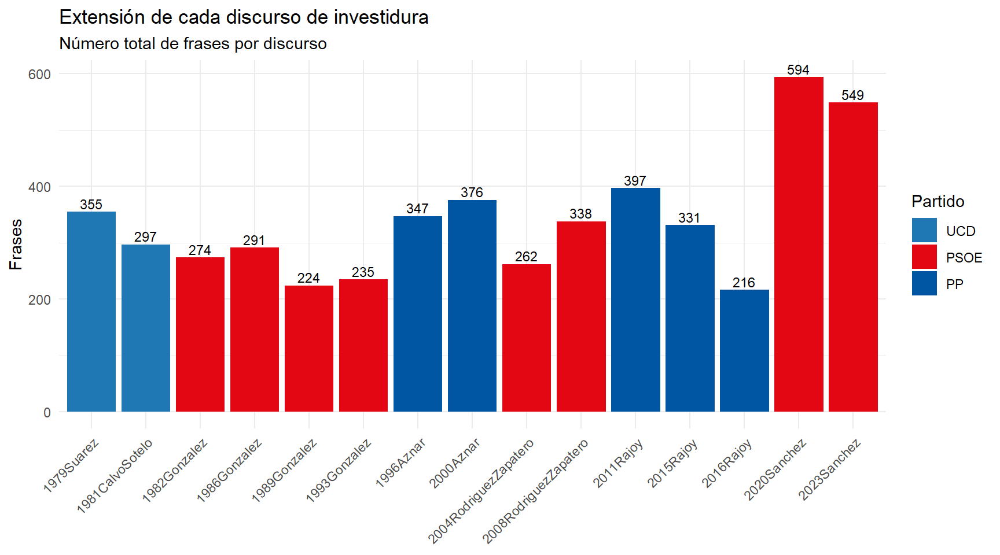 Extensión de cada discurso de investidura
Número total de frases por discurso
Frases
600
400
200
0
355
297
274
291
224
235
347
376
262
338
397
331
216
594
549
1979Suarez
1981CalvoSotelo
1982Gonzalez
1986Gonzalez
1989Gonzalez
1993Gonzalez
1996Aznar
2000Aznar
2004RodriguezZapatero
2008RodriguezZapatero
2011Rajoy
2015Rajoy
2016Rajoy
2020Sanchez
2023Sanchez
Partido
UCD
PSOE
PP